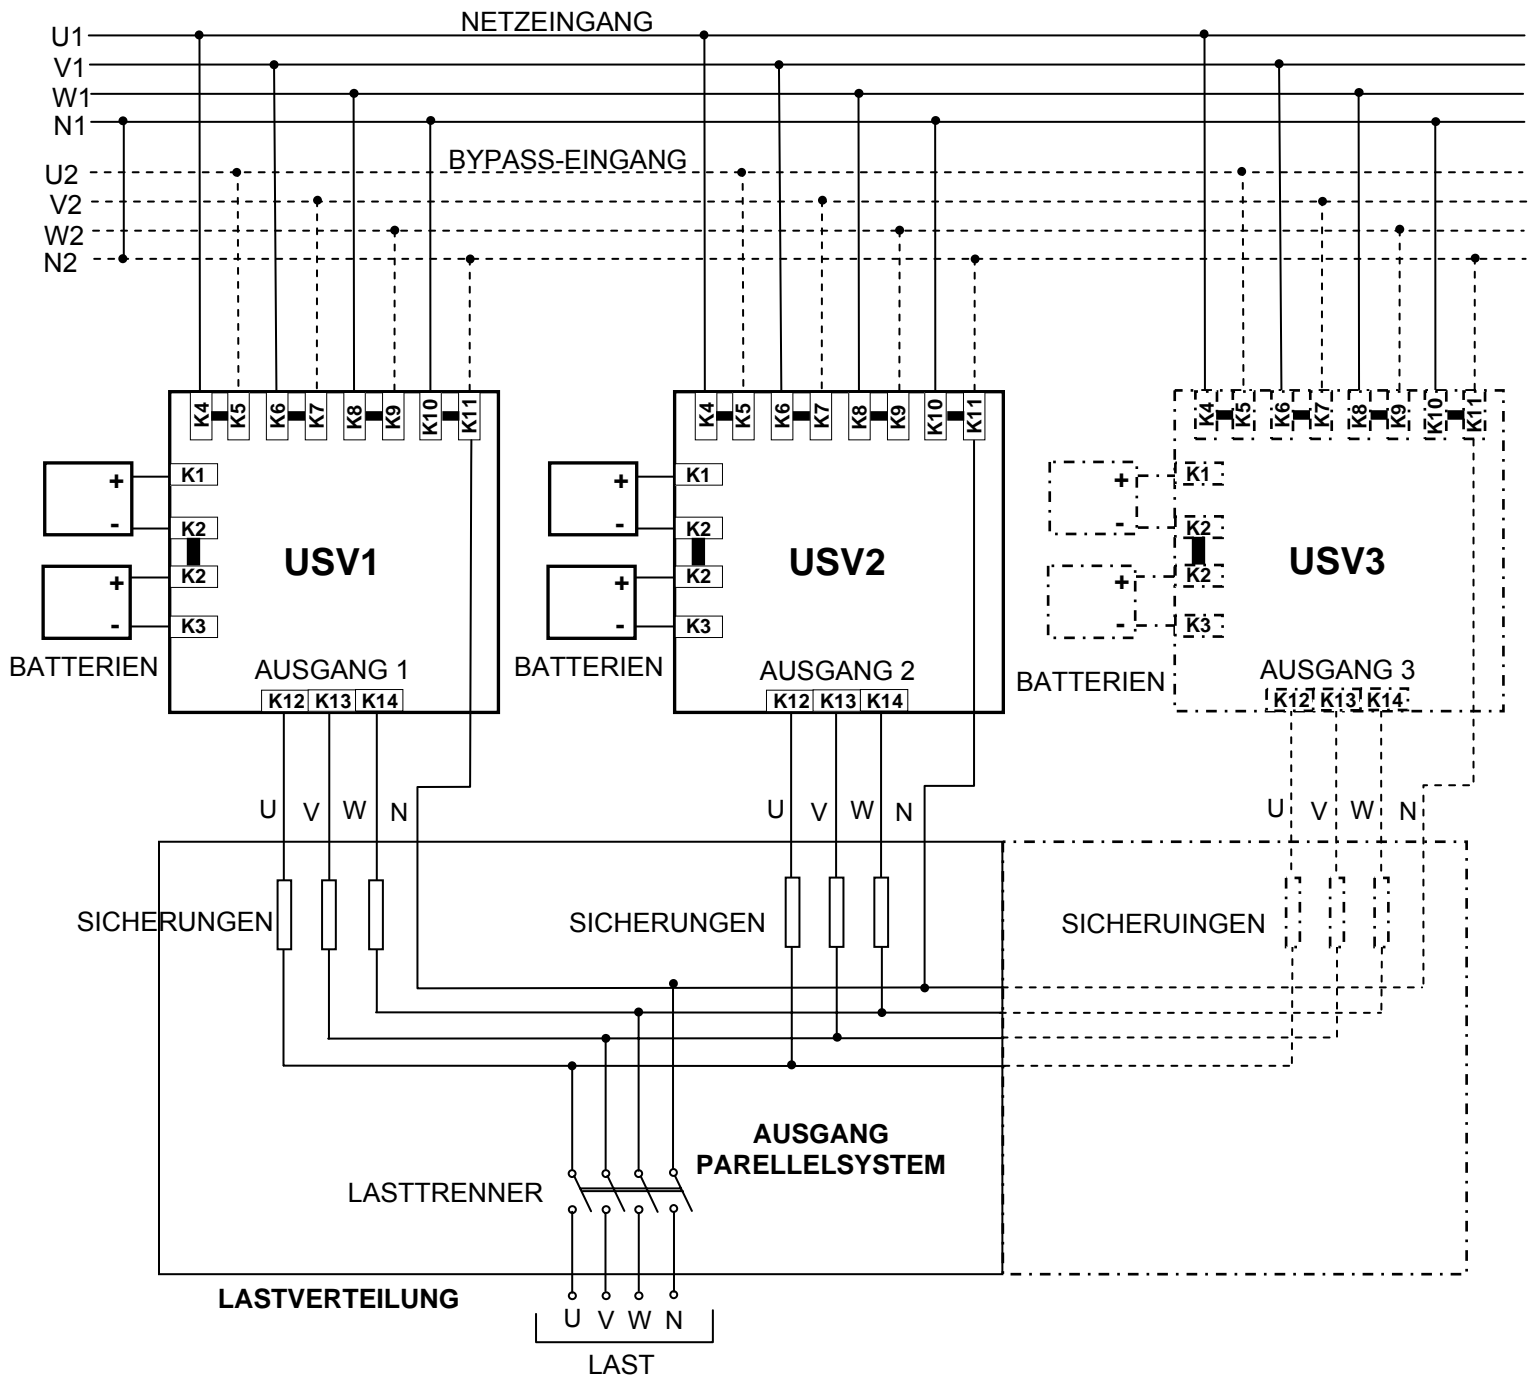 NETZEINGANG
U1
V1
W1
N1
BYPASS-EINGANG
U2
V2
W2
N2
K4 K5 K6 K7 K8 K9 K10 K11
K4 K5 K6 K7 K8 K9 K10 K11
K4 K5 K6 K7 K8 K9 K10 K11
+ K1
- K2
+ K2
- K3
USV1
BATTERIEN
AUSGANG 1
K12 K13 K14
+ K1
- K2
+ K2
- K3
USV2
BATTERIEN
AUSGANG 2
K12 K13 K14
+ K1
- K2
+ K2
- K3
USV3
BATTERIEN
AUSGANG 3
K12 K13 K14
U V W N
U V W N
U V W N
SICHERUNGEN
SICHERUNGEN
SICHERUINGEN
AUSGANG
PARELLELSYSTEM
LASTTRENNER
LASTVERTEILUNG
U V W N
LAST